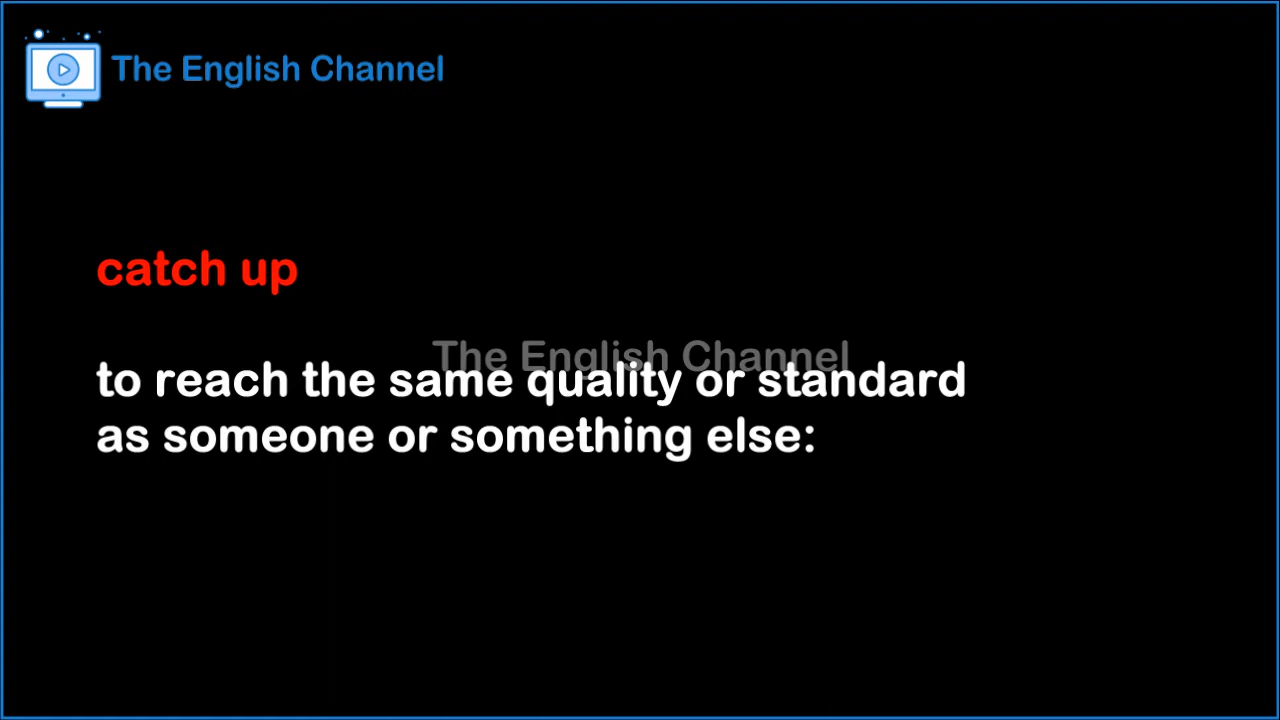 The English Channel
catch up
The English Channel
to reach the same quality or standard
as someone or something else: